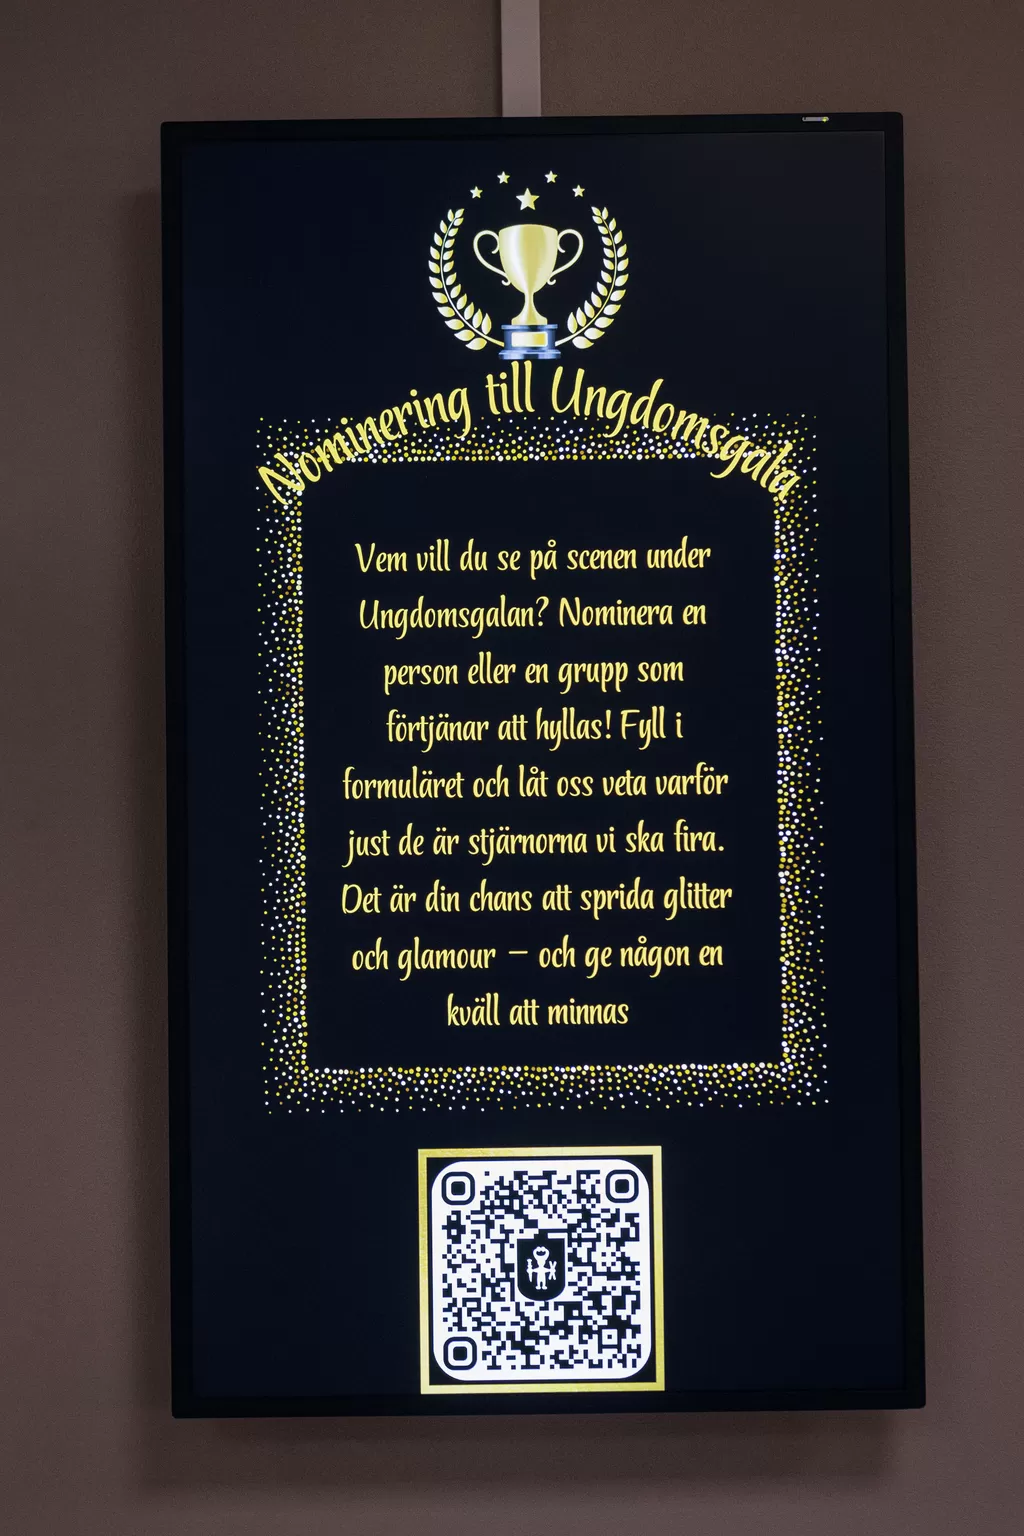 Nominering till Ungdomsgala
Vem vill du se på scenen under
Ungdomsgalan? Nominera en
person eller en grupp som
förtjänar att hyllas! Fyll i
formuläret och låt oss veta varför
just de är stjärnorna vi ska fira.
Det är din chans att sprida glitter
och glamour – och ge någon en
kväll att minnas